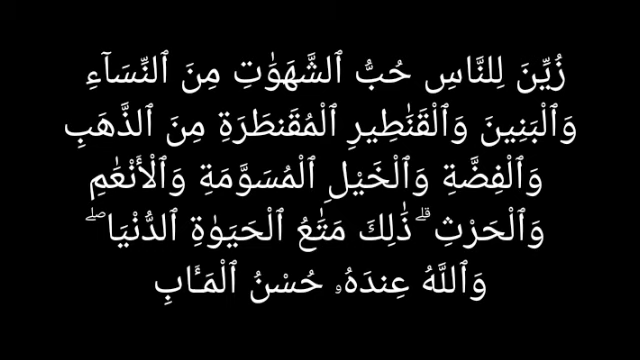 زُيِّنَ لِلنَّاسِ حُبُّ ٱلشَّهَوَٰتِ مِنَ ٱلنِّسَآءِ
وَٱلْبَنِينَ وَٱلْقَنَٰطِيرِ ٱلْمُقَنطَرَةِ مِنَ ٱلذَّهَبِ
وَٱلْفِضَّةِ وَٱلْخَيْلِ ٱلْمُسَوَّمَةِ وَٱلْأَنْعَٰمِ
وَٱلْحَرْثِ ۗ ذَٰلِكَ مَتَٰعُ ٱلْحَيَوٰةِ ٱلدُّنْيَا ۖ
وَٱللَّهُ عِندَهُۥ حُسْنُ ٱلْمَـَٔابِ